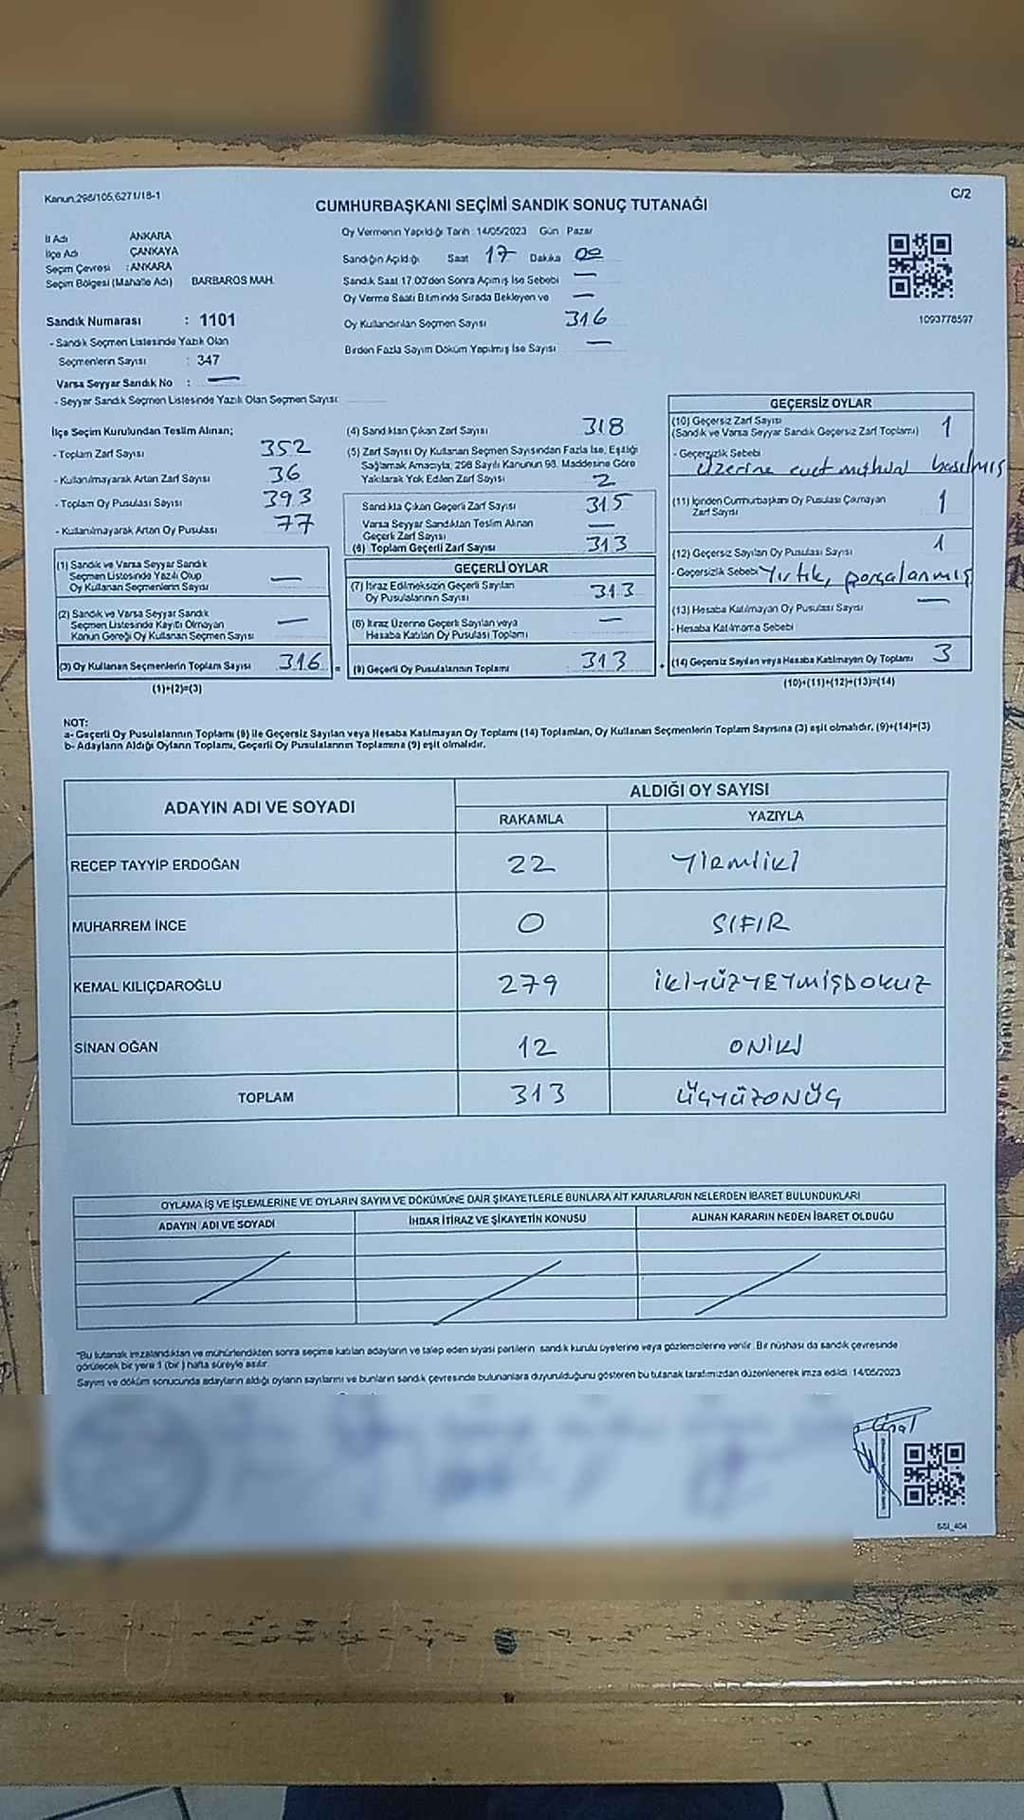 Kanun.298/105,6271/18-1
C/2
CUMHURBAŞKANI SEÇİMİ SANDIK SONUÇ TUTANAĞI
İl Adı ANKARA
İlçe Adı ÇANKAYA
Seçim Çevresi : ANKARA
Seçim Bölgesi (Mahalle Adı) BARBAROS MAH.
Sandık Numarası : 1101
- Sandık Seçmen Listesinde Yazılı Olan
Seçmenlerin Sayısı : 347
Varsa Seyyar Sandık No : —
- Seyyar Sandık Seçmen Listesinde Yazılı Olan Seçmen Sayısı:
Oy Vermenin Yapıldığı Tarih :14/05/2023 Gün : Pazar
Sandığın Açıldığı Saat 17 Dakika 00
Sandık Saat 17.00'den Sonra Açılmış İse Sebebi —
Oy Verme Saati Bitiminde Sırada Bekleyen ve —
Oy Kullandırılan Seçmen Sayısı 316
Birden Fazla Sayım Döküm Yapılmış İse Sayısı —
1093778597
İlçe Seçim Kurulundan Teslim Alınan;
- Toplam Zarf Sayısı 352
- Kullanılmayarak Artan Zarf Sayısı 36
- Toplam Oy Pusulası Sayısı 393
- Kullanılmayarak Artan Oy Pusulası 77
(1) Sandık ve Varsa Seyyar Sandık
Seçmen Listesinde Yazılı Olup
Oy Kullanan Seçmenlerin Sayısı —
(2) Sandık ve Varsa Seyyar Sandık
Seçmen Listesinde Kayıtlı Olmayan
Kanun Gereği Oy Kullanan Seçmen Sayısı —
(3) Oy Kullanan Seçmenlerin Toplam Sayısı 316 =
(1)+(2)=(3)
(4) Sandıktan Çıkan Zarf Sayısı 318
(5) Zarf Sayısı Oy Kullanan Seçmen Sayısından Fazla İse, Eşitliği
Sağlamak Amacıyla, 298 Sayılı Kanunun 98. Maddesine Göre
Yakılarak Yok Edilen Zarf Sayısı 2
Sandıkta Çıkan Geçerli Zarf Sayısı 315
Varsa Seyyar Sandıktan Teslim Alınan
Geçerli Zarf Sayısı —
(6) Toplam Geçerli Zarf Sayısı 313
GEÇERLİ OYLAR
(7) İtiraz Edilmeksizin Geçerli Sayılan
Oy Pusulalarının Sayısı 313
(8) İtiraz Üzerine Geçerli Sayılan veya
Hesaba Katılan Oy Pusulası Toplamı —
(9) Geçerli Oy Pusulalarının Toplamı 313 +
GEÇERSİZ OYLAR
(10) Geçersiz Zarf Sayısı
(Sandık ve Varsa Seyyar Sandık Geçersiz Zarf Toplamı) 1
- Geçersizlik Sebebi
Üzerine evet mühürü basılmış
(11) İçinden Cumhurbaşkanı Oy Pusulası Çıkmayan
Zarf Sayısı 1
(12) Geçersiz Sayılan Oy Pusulası Sayısı 1
- Geçersizlik Sebebi Yırtık, parçalanmış
(13) Hesaba Katılmayan Oy Pusulası Sayısı —
- Hesaba Katılmama Sebebi
(14) Geçersiz Sayılan veya Hesaba Katılmayan Oy Toplamı 3
(10)+(11)+(12)+(13)=(14)
NOT:
a- Geçerli Oy Pusulalarının Toplamı (9) ile Geçersiz Sayılan veya Hesaba Katılmayan Oy Toplamı (14) Toplamları, Oy Kullanan Seçmenlerin Toplam Sayısına (3) eşit olmalıdır. (9)+(14)=(3)
b- Adayların Aldığı Oyların Toplamı, Geçerli Oy Pusulalarının Toplamına (9) eşit olmalıdır.
ADAYIN ADI VE SOYADI ALDIĞI OY SAYISI
RAKAMLA YAZIYLA
RECEP TAYYİP ERDOĞAN 22 YİRMİİKİ
MUHARREM İNCE 0 SIFIR
KEMAL KILIÇDAROĞLU 279 İKİYÜZYEYMİŞDOKUZ
SİNAN OĞAN 12 ONİKİ
TOPLAM 313 ÜÇYÜZONÜÇ
OYLAMA İŞ VE İŞLEMLERİNE VE OYLARIN SAYIM VE DÖKÜMÜNE DAİR ŞİKAYETLERLE BUNLARA AİT KARARLARIN NELERDEN İBARET BULUNDUKLARI
ADAYIN ADI VE SOYADI İHBAR İTİRAZ VE ŞİKAYETİN KONUSU ALINAN KARARIN NEDEN İBARET OLDUĞU
*Bu tutanak imzalandıktan ve mühürlendikten sonra seçime katılan adayların ve talep eden siyasi partilerin sandık kurulu üyelerine veya gözlemcilerine verilir. Bir nüshası da sandık çevresinde
görülecek bir yere 1 (bir) hafta süreyle asılır.
Sayım ve döküm sonucunda adayların aldığı oyların sayılarını ve bunların sandık çevresinde bulunanlara duyurulduğunu gösteren bu tutanak tarafımızdan düzenlenerek imza edildi. 14/05/2023